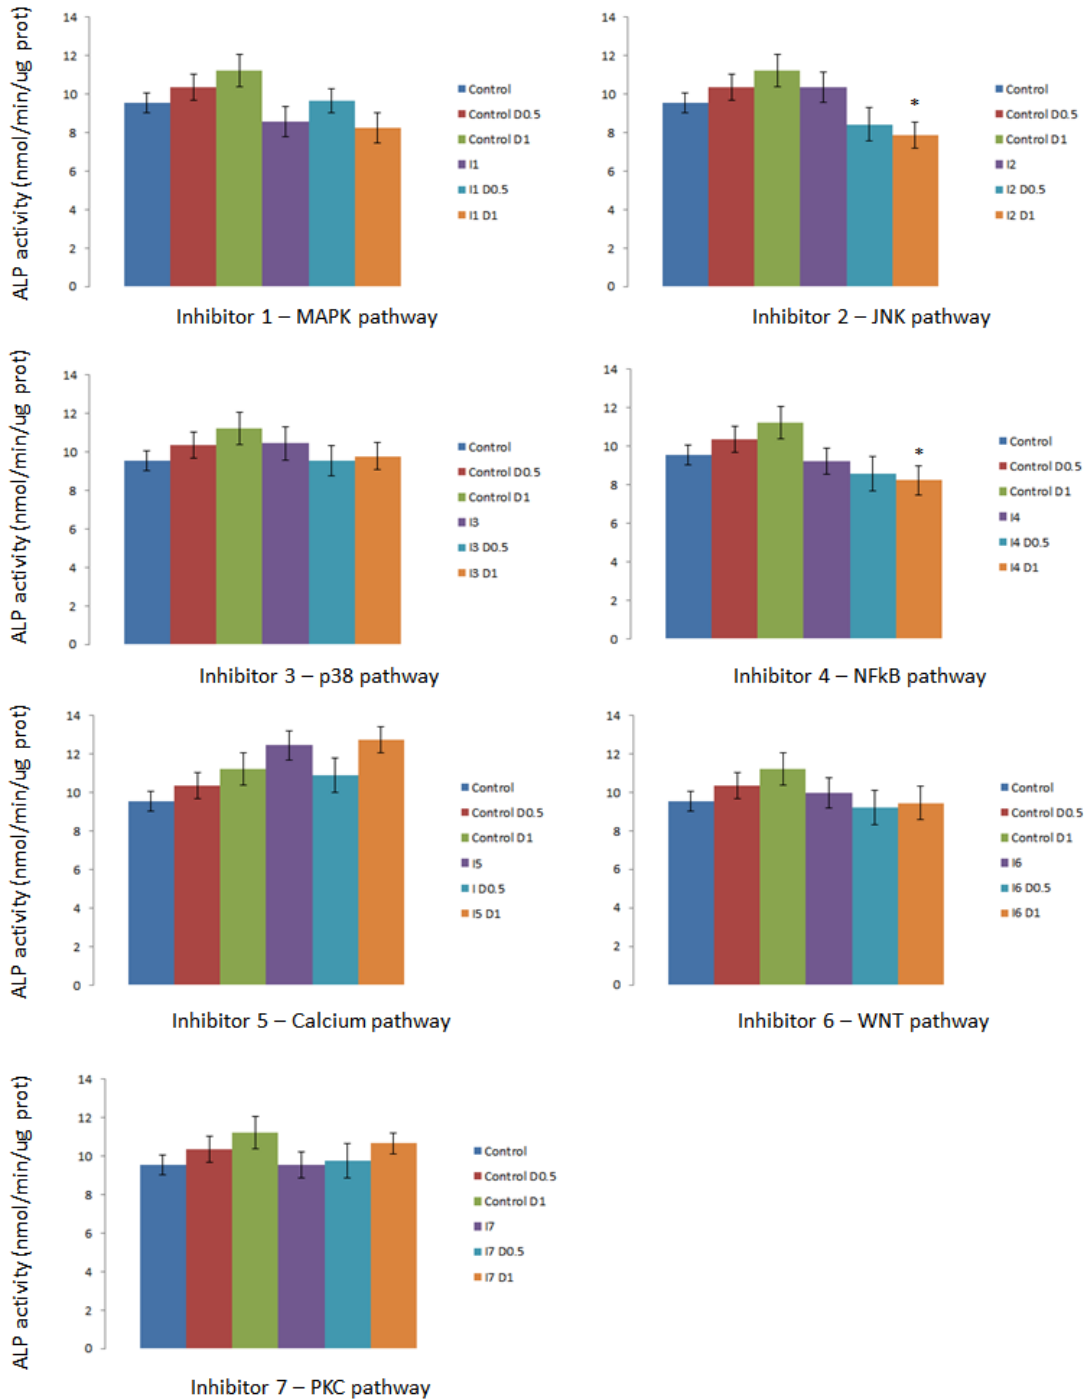 ALP activity (nmol/min/ug prot)
14
12
10
8
6
4
2
0
Control
Control D0.5
Control D1
I1
I1 D0.5
I1 D1
Inhibitor 1 – MAPK pathway
14
12
10
8
6
4
2
0
*
Control
Control D0.5
Control D1
I2
I2 D0.5
I2 D1
Inhibitor 2 – JNK pathway
ALP activity (nmol/min/ug prot)
14
12
10
8
6
4
2
0
Control
Control D0.5
Control D1
I3
I3 D0.5
I3 D1
Inhibitor 3 – p38 pathway
14
12
10
8
6
4
2
0
*
Control
Control D0.5
Control D1
I4
I4 D0.5
I4 D1
Inhibitor 4 – NFkB pathway
ALP activity (nmol/min/ug prot)
14
12
10
8
6
4
2
0
Control
Control D0.5
Control D1
I5
I D0.5
I5 D1
Inhibitor 5 – Calcium pathway
14
12
10
8
6
4
2
0
Control
Control D0.5
Control D1
I6
I6 D0.5
I6 D1
Inhibitor 6 – WNT pathway
ALP activity (nmol/min/ug prot)
14
12
10
8
6
4
2
0
Control
Control D0.5
Control D1
I7
I7 D0.5
I7 D1
Inhibitor 7 – PKC pathway